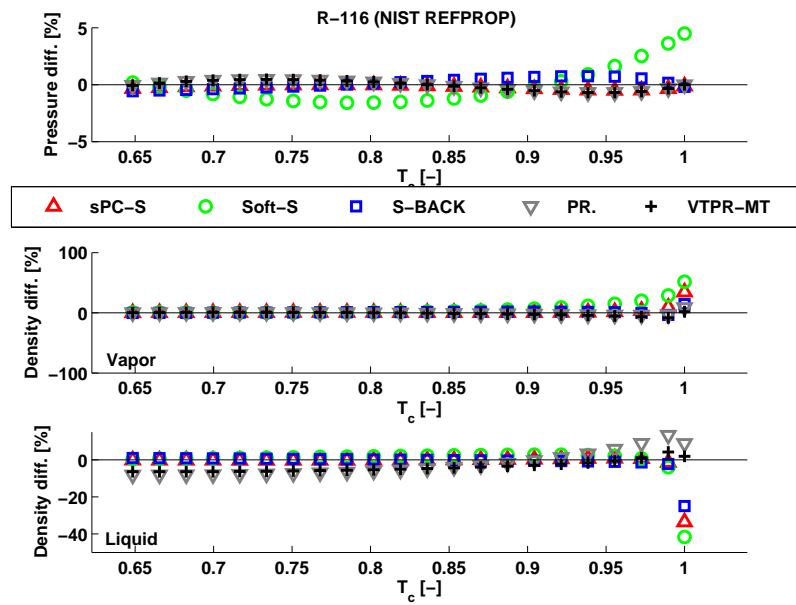 R−116 (NIST REFPROP)
Pressure diff. [%]
5
0
−5
0.65 0.7 0.75 0.8 0.85 0.9 0.95 1
T_c [−]
sPC−S Soft−S S−BACK PR. VTPR−MT
Density diff. [%]
100
0
−100
Vapor
0.65 0.7 0.75 0.8 0.85 0.9 0.95 1
T_c [−]
Density diff. [%]
0
−20
−40
Liquid
0.65 0.7 0.75 0.8 0.85 0.9 0.95 1
T_c [−]